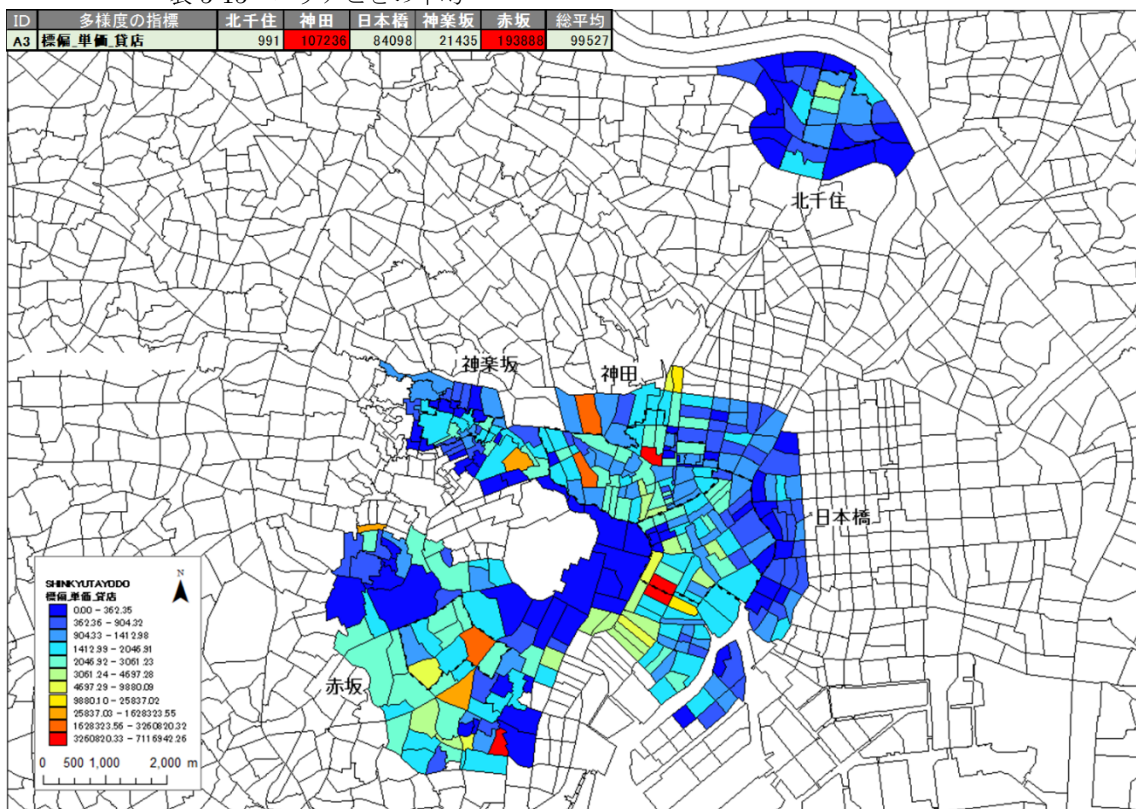 ID 多様度の指標 北千住 神田 日本橋 神楽坂 赤坂 総平均
A3 標偏_単価_貸店 991 107236 84098 21435 193888 99527
北千住
神楽坂
神田
日本橋
赤坂
N
SHINKYUTAYODO
標偏_単価_貸店
0.00 - 362.35
362.36 - 904.32
904.33 - 1412.98
1412.99 - 2046.91
2046.92 - 3061.23
3061.24 - 4697.28
4697.29 - 9880.09
9880.10 - 25837.02
25837.03 - 1628323.55
1628323.56 - 3260820.32
3260820.33 - 7116942.26
0 500 1,000 2,000 m